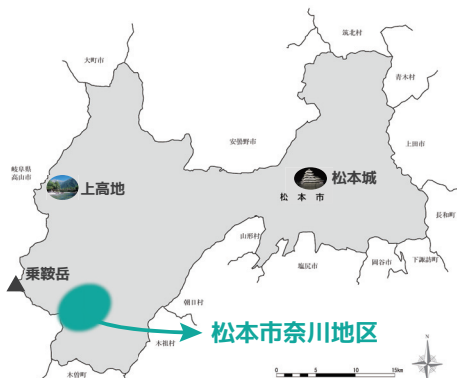 筑北村
大町市
青木村
安曇野市
上田市
岐阜県
高山市
上高地
松本城
松本市
長和町
山形村
乗鞍岳
塩尻市
岡谷市
下諏訪町
朝日村
松本市奈川地区
木祖村
木曽町
N
0
5
10
15km